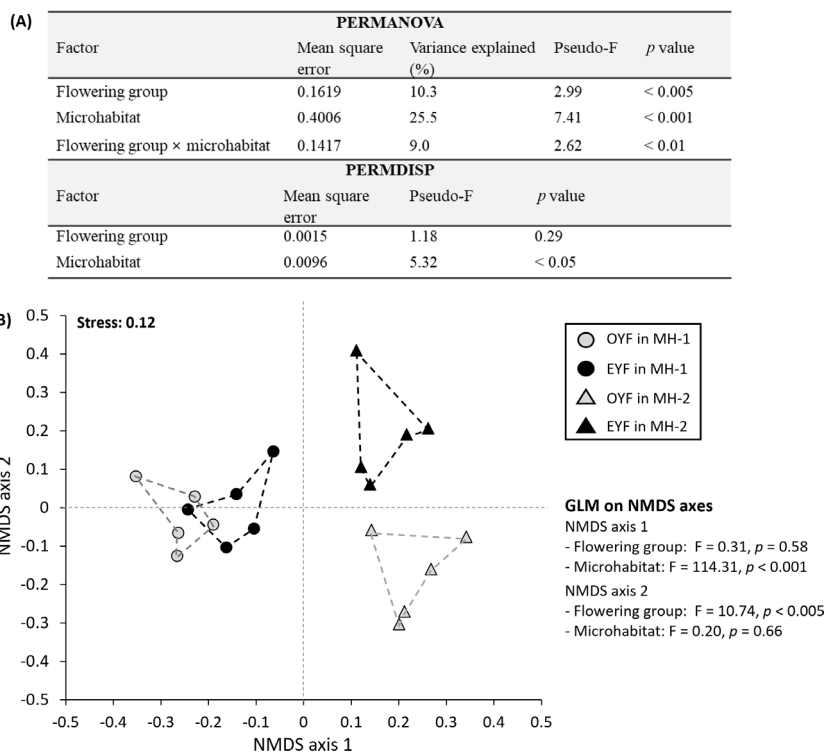 (A)
PERMANOVA
Factor Mean square error Variance explained (%) Pseudo-F p value
Flowering group 0.1619 10.3 2.99 < 0.005
Microhabitat 0.4006 25.5 7.41 < 0.001
Flowering group × microhabitat 0.1417 9.0 2.62 < 0.01
PERMDISP
Factor Mean square error Pseudo-F p value
Flowering group 0.0015 1.18 0.29
Microhabitat 0.0096 5.32 < 0.05
B)
Stress: 0.12
0.5
0.4
0.3
0.2
0.1
0
-0.1
-0.2
-0.3
-0.4
-0.5
NMDS axis 2
-0.5 -0.4 -0.3 -0.2 -0.1 0 0.1 0.2 0.3 0.4 0.5
NMDS axis 1
OYF in MH-1
EYF in MH-1
OYF in MH-2
EYF in MH-2
GLM on NMDS axes
NMDS axis 1
- Flowering group: F = 0.31, p = 0.58
- Microhabitat: F = 114.31, p < 0.001
NMDS axis 2
- Flowering group: F = 10.74, p < 0.005
- Microhabitat: F = 0.20, p = 0.66